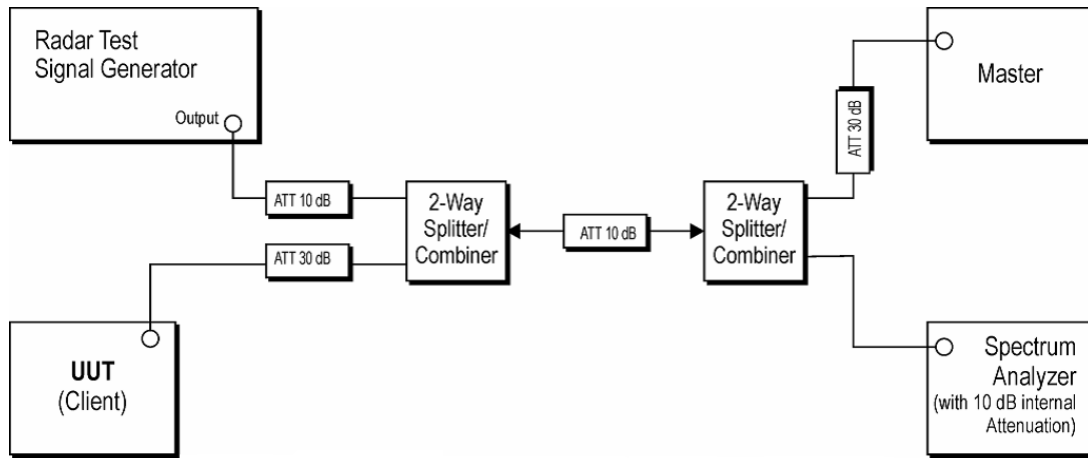 Radar Test
Signal Generator
Output
ATT 10 dB
ATT 30 dB
UUT
(Client)
2-Way
Splitter/
Combiner
ATT 10 dB
2-Way
Splitter/
Combiner
ATT 30 dB
Master
Spectrum
Analyzer
(with 10 dB internal
Attenuation)